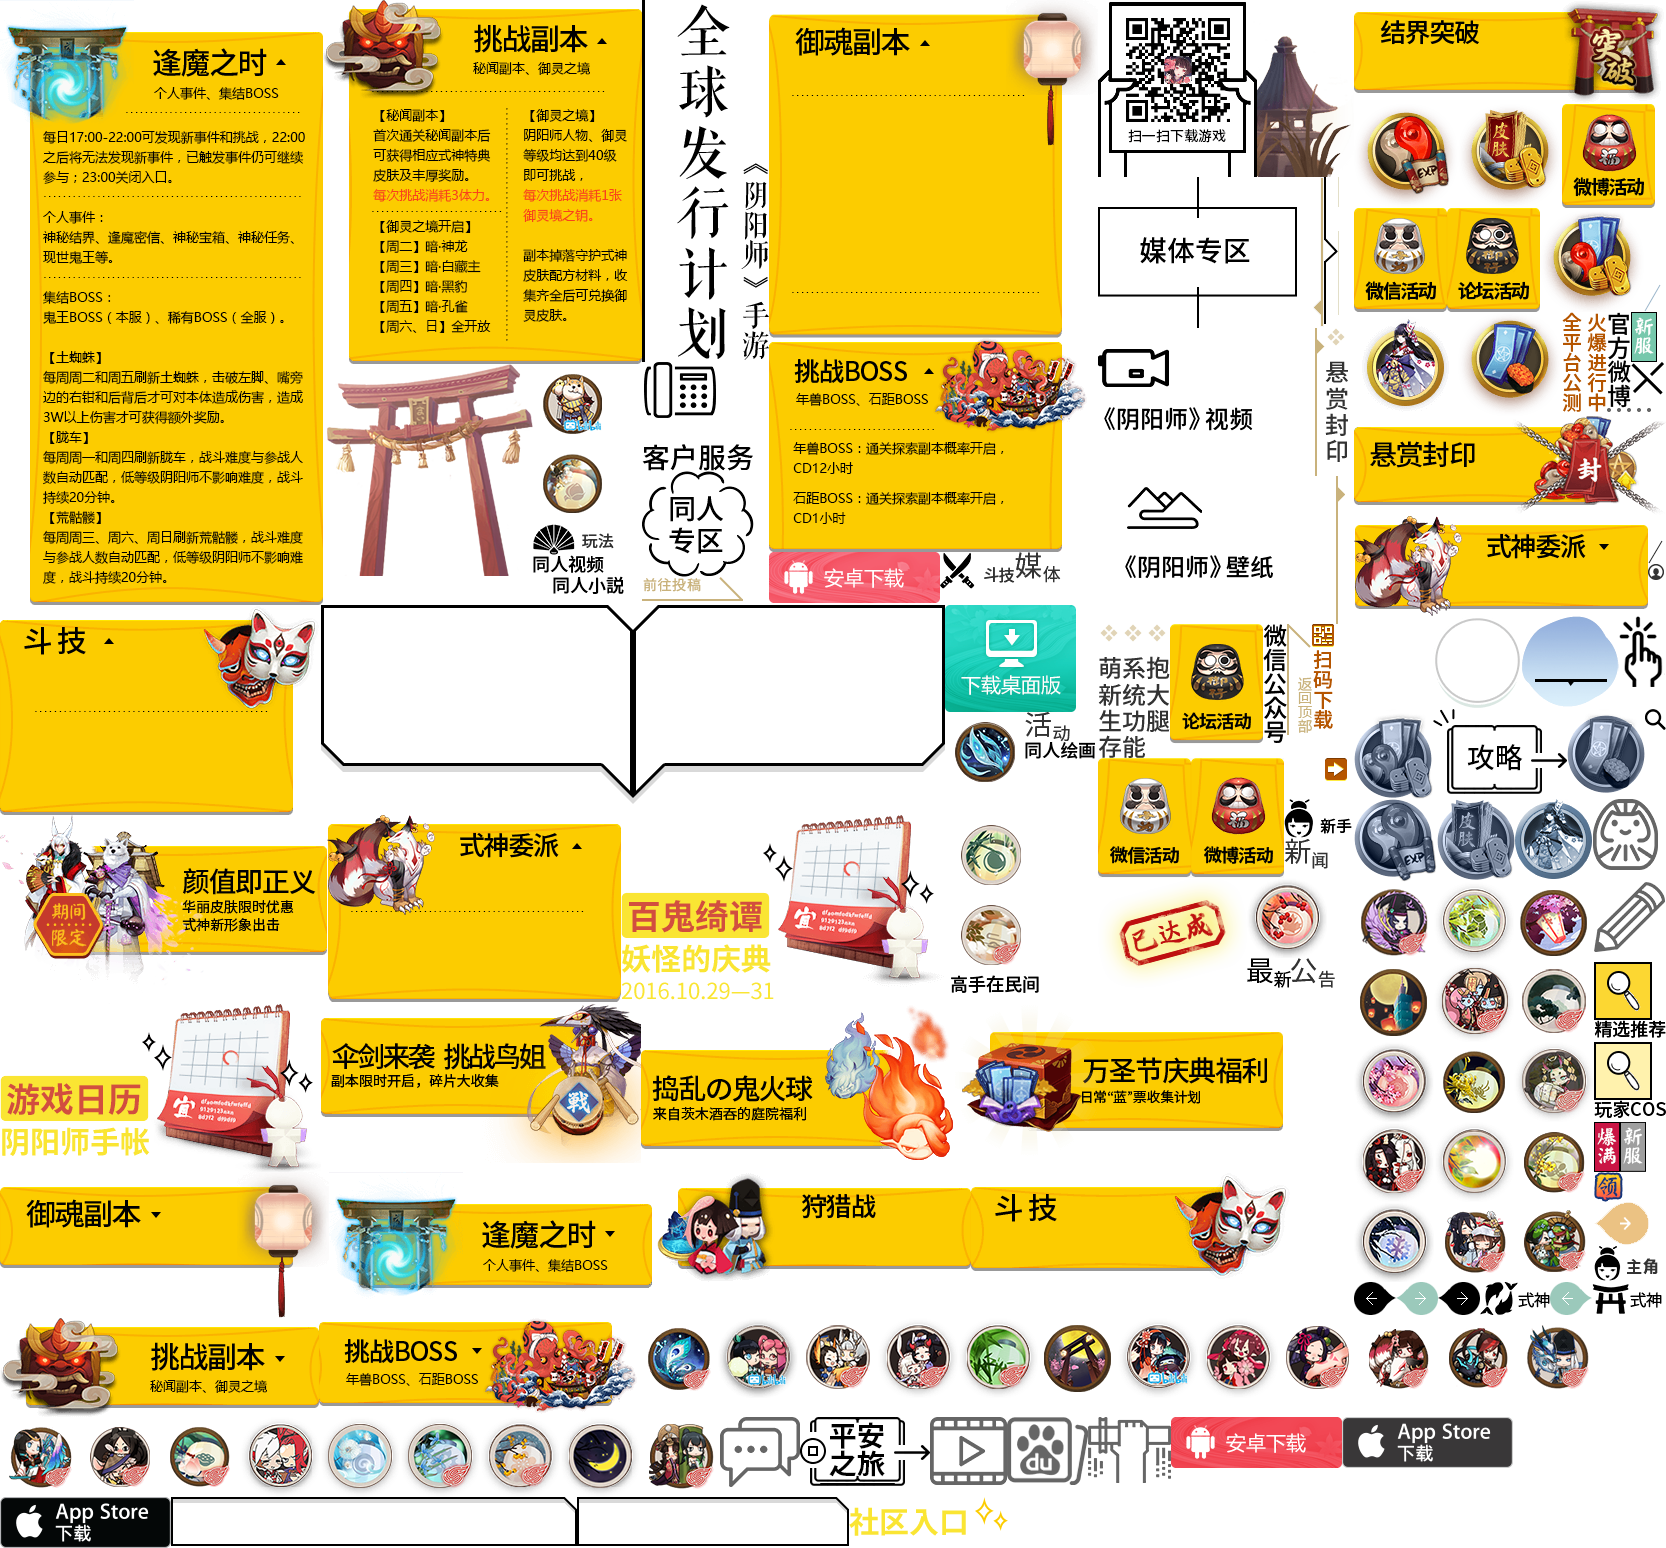 逢魔之时
个人事件、集结BOSS
每日17:00-22:00可发现新事件和挑战，22:00
之后将无法发现新事件，已触发事件仍可继续
参与；23:00关闭入口。
个人事件：
神秘结界、逢魔密信、神秘宝箱、神秘任务、
现世鬼王等。
集结BOSS：
鬼王BOSS（本服）、稀有BOSS（全服）。
【土蜘蛛】
每周周二和周五刷新土蜘蛛，击破左脚、嘴旁
边的右钳和后背后才可对本体造成伤害，造成
3W以上伤害才可获得额外奖励。
【胧车】
每周周一和周四刷新胧车，战斗难度与参战人
数自动匹配，低等级阴阳师不影响难度，战斗
持续20分钟。
【荒骷髅】
每周周三、周六、周日刷新荒骷髅，战斗难度
与参战人数自动匹配，低等级阴阳师不影响难
度，战斗持续20分钟。
挑战副本
秘闻副本、御灵之境
【秘闻副本】
首次通关秘闻副本后
可获得相应式神特典
皮肤及丰厚奖励。
每次挑战消耗3体力。
【御灵之境开启】
【周二】暗·神龙
【周三】暗·白藏主
【周四】暗·黑豹
【周五】暗·孔雀
【周六、日】全开放
【御灵之境】
阴阳师人物、御灵
等级均达到40级
即可挑战，
每次挑战消耗1张
御灵境之钥。
副本掉落守护式神
皮肤配方材料，收
集齐全后可兑换御
灵皮肤。
全球发行计划
《阴阳师》手游
御魂副本
扫一扫下载游戏
媒体专区
结界突破
突破
EXP
皮肤
微博活动
微信活动
论坛活动
全平台公测
火爆进行中
官方微博
新服
悬赏封印
《阴阳师》视频
《阴阳师》壁纸
悬赏封印
封
式神委派
挑战BOSS
年兽BOSS、石距BOSS
年兽BOSS：通关探索副本概率开启，
CD12小时
石距BOSS：通关探索副本概率开启，
CD1小时
客户服务
同人
专区
前往投稿
玩法
同人视频
同人小説
安卓下载
斗技
媒体
斗技
下载桌面版
活动
同人绘画
萌新生存
系统功能
抱大腿
论坛活动
微信公众号
返回顶部
扫码下载
微信活动
微博活动
新手
新闻
攻略
EXP
皮肤
颜值即正义
华丽皮肤限时优惠
式神新形象出击
期间
限定
式神委派
百鬼绮谭
妖怪的庆典
2016.10.29—31
宜
高手在民间
已达成
最新公告
精选推荐
玩家COS
爆满
新服
领
主角
式神
式神
游戏日历
阴阳师手帐
宜
伞剑来袭 挑战鸟姐
副本限时开启，碎片大收集
戰
捣乱の鬼火球
来自茨木酒吞的庭院福利
万圣节庆典福利
日常“蓝”票收集计划
御魂副本
逢魔之时
个人事件、集结BOSS
狩猎战
斗技
挑战副本
秘闻副本、御灵之境
挑战BOSS
年兽BOSS、石距BOSS
平安
之旅
du
安卓下载
App Store
下载
App Store
下载
社区入口